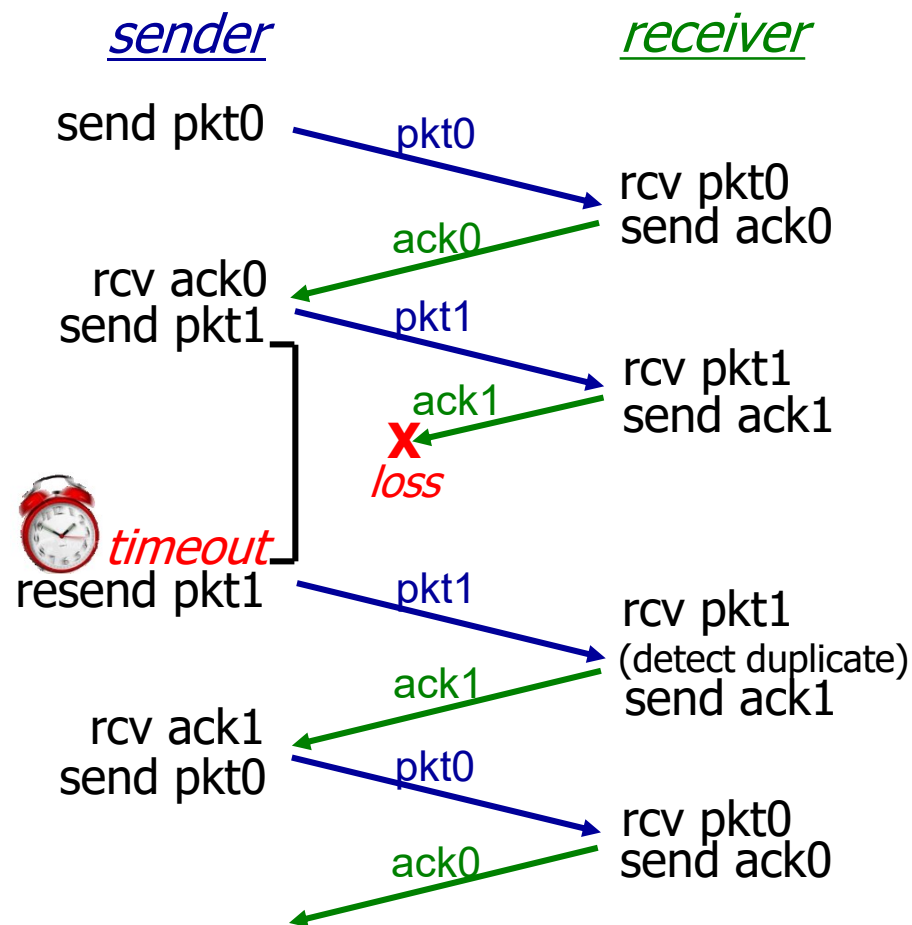 sender receiver
send pkt0
pkt0
rcv pkt0
send ack0
ack0
rcv ack0
send pkt1
pkt1
rcv pkt1
send ack1
ack1
X
loss
timeout
resend pkt1
pkt1
rcv pkt1
(detect duplicate)
send ack1
ack1
rcv ack1
send pkt0
pkt0
rcv pkt0
send ack0
ack0